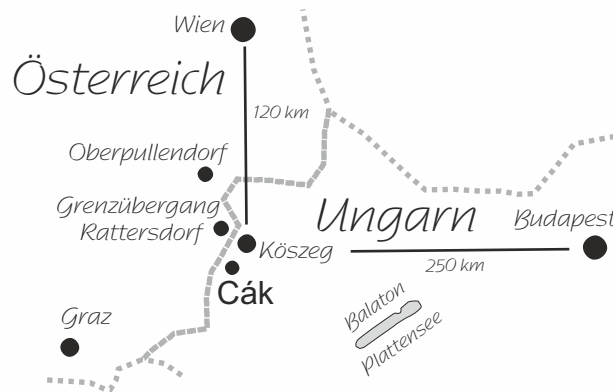 Wien
Österreich
120 km
Oberpullendorf
Grenzübergang
Rattersdorf
Ungarn
Budapest
Köszeg
250 km
Cák
Balaton
Plattensee
Graz